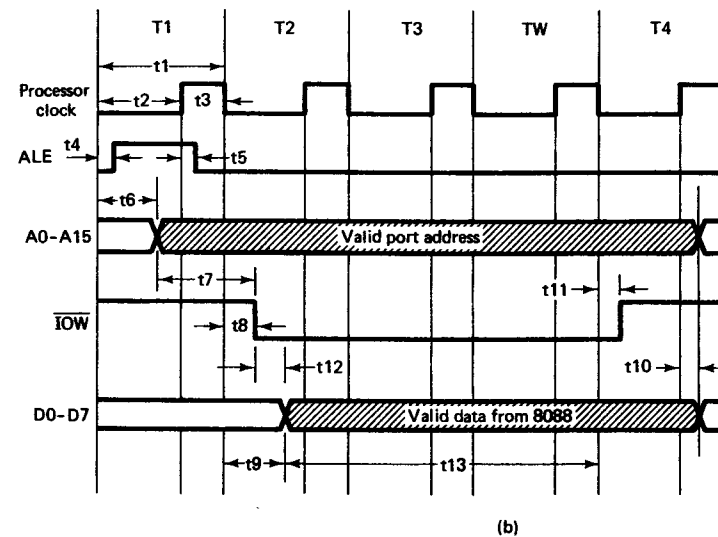 T1 T2 T3 TW T4
t1
Processor
clock
t2 t3
ALE t4 t5
t6
A0-A15 Valid port address
t7
t11
IOW t8
t12 t10
D0-D7 Valid data from 8088
t9 t13
(b)